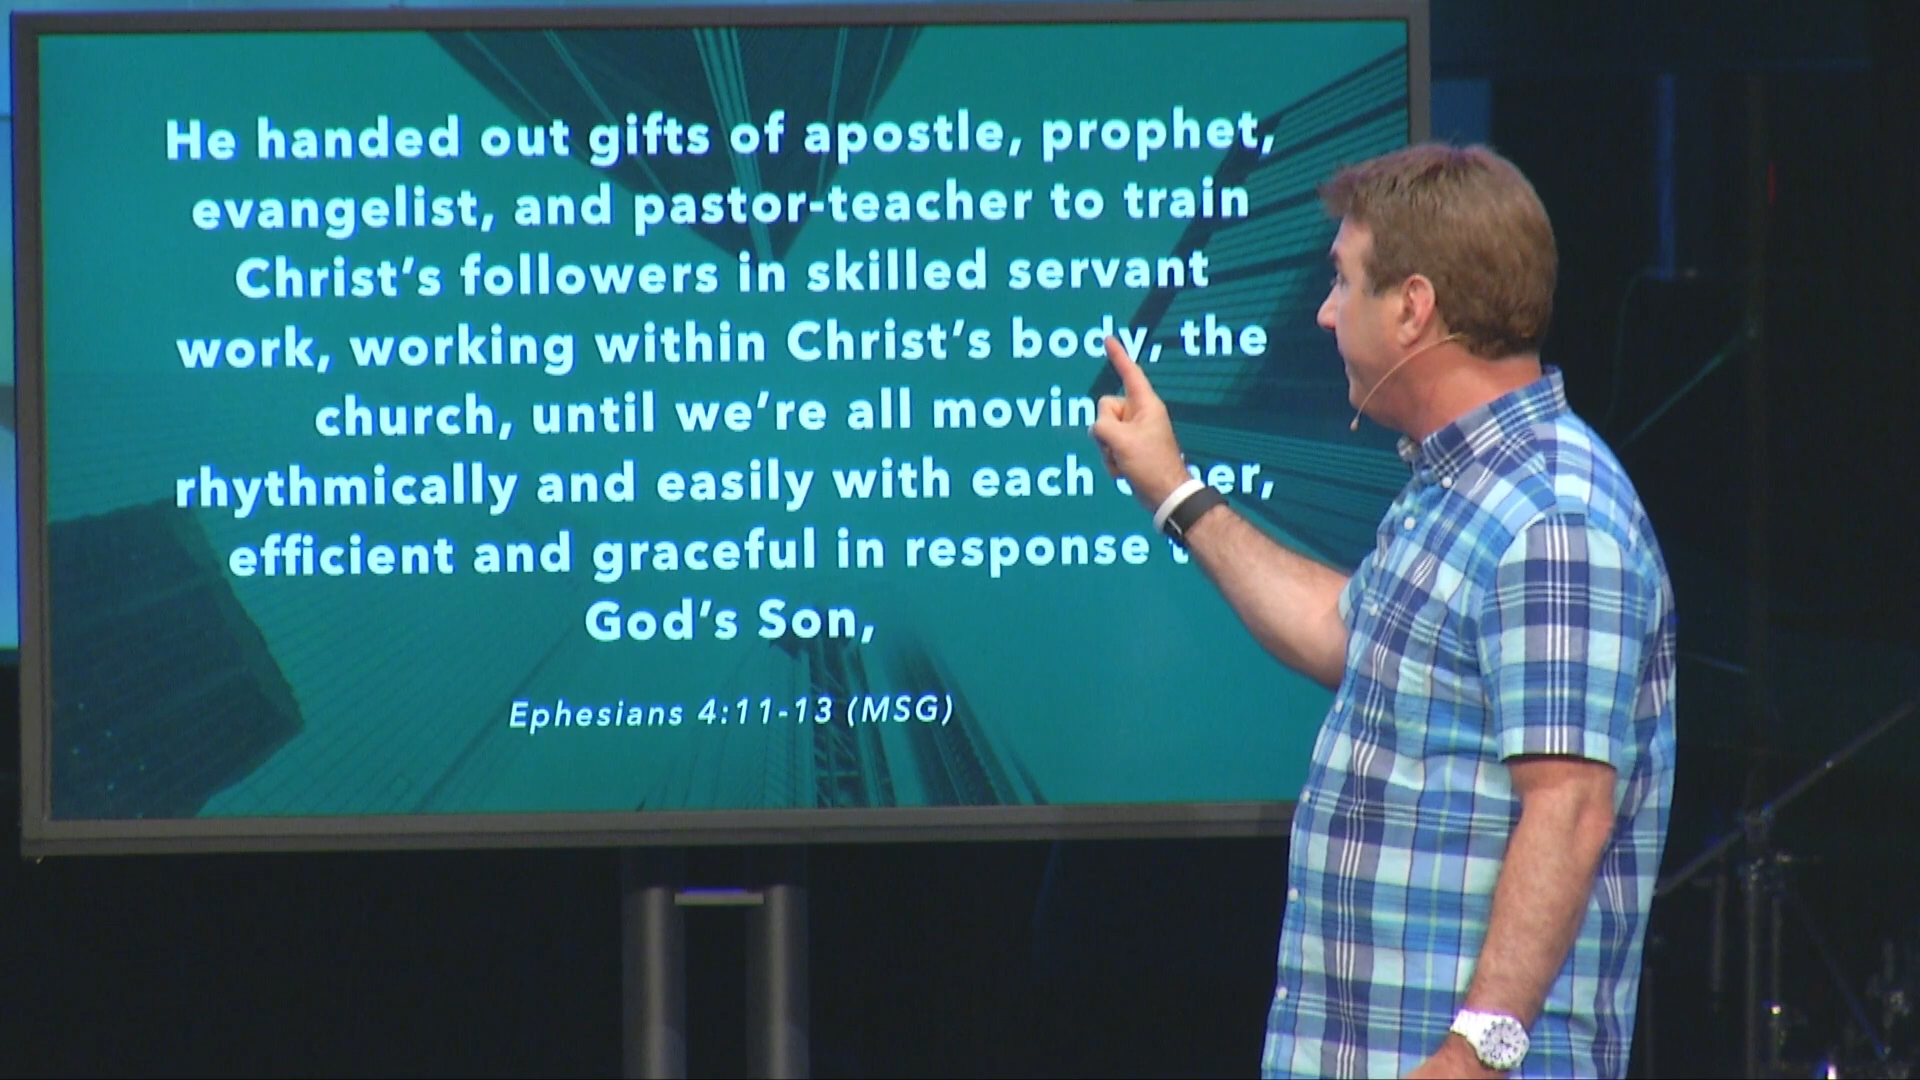 He handed out gifts of apostle, prophet,
evangelist, and pastor-teacher to train
Christ's followers in skilled servant
work, working within Christ's body, the
church, until we're all movin
rhythmically and easily with each
efficient and graceful in response
God's Son,
Ephesians 4:11-13 (MSG)